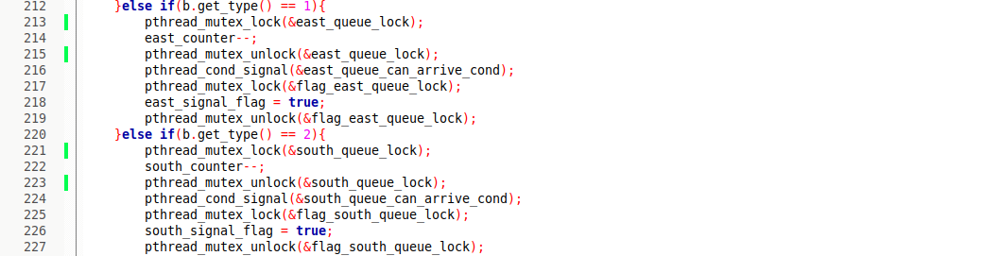 212 }else if(b.get_type() == 1){
213 pthread_mutex_lock(&east_queue_lock);
214 east_counter--;
215 pthread_mutex_unlock(&east_queue_lock);
216 pthread_cond_signal(&east_queue_can_arrive_cond);
217 pthread_mutex_lock(&flag_east_queue_lock);
218 east_signal_flag = true;
219 pthread_mutex_unlock(&flag_east_queue_lock);
220 }else if(b.get_type() == 2){
221 pthread_mutex_lock(&south_queue_lock);
222 south_counter--;
223 pthread_mutex_unlock(&south_queue_lock);
224 pthread_cond_signal(&south_queue_can_arrive_cond);
225 pthread_mutex_lock(&flag_south_queue_lock);
226 south_signal_flag = true;
227 pthread_mutex_unlock(&flag_south_queue_lock);